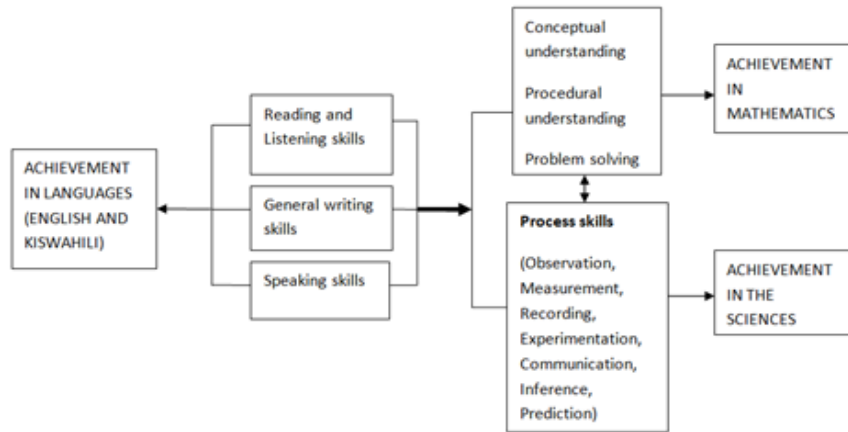 ACHIEVEMENT
IN LANGUAGES
(ENGLISH AND
KISWAHILI)
Reading and
Listening skills
General writing
skills
Speaking skills
Conceptual
understanding
Procedural
understanding
Problem solving
Process skills
(Observation,
Measurement,
Recording,
Experimentation,
Communication,
Inference,
Prediction)
ACHIEVEMENT
IN
MATHEMATICS
ACHIEVEMENT
IN THE
SCIENCES